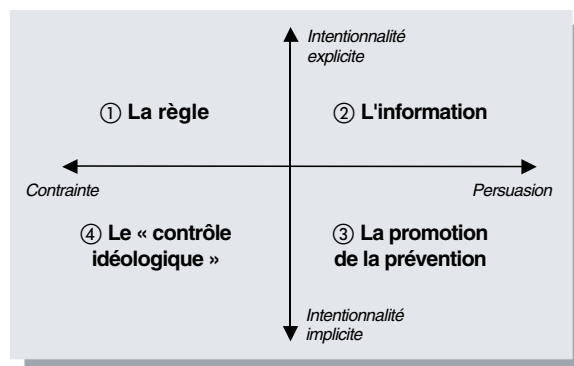 Intentionnalité
explicite
① La règle
② L'information
Contrainte
Persuasion
④ Le « contrôle
idéologique »
③ La promotion
de la prévention
Intentionnalité
implicite